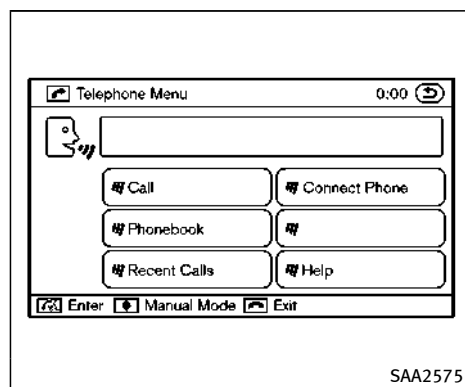 Telephone Menu 0:00
Call
Connect Phone
Phonebook
Recent Calls
Help
Enter Manual Mode Exit
SAA2575